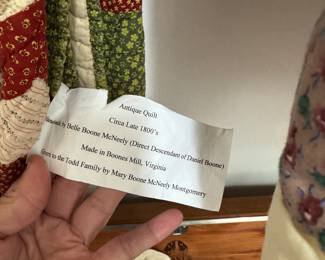 Antique Quilt
Circa Late 1800's
by Belle Boone McNeely (Direct Descendant of Daniel Boone)
Made in Boones Mill, Virginia
Given to the Todd Family by Mary Boone McNeely Montgomery